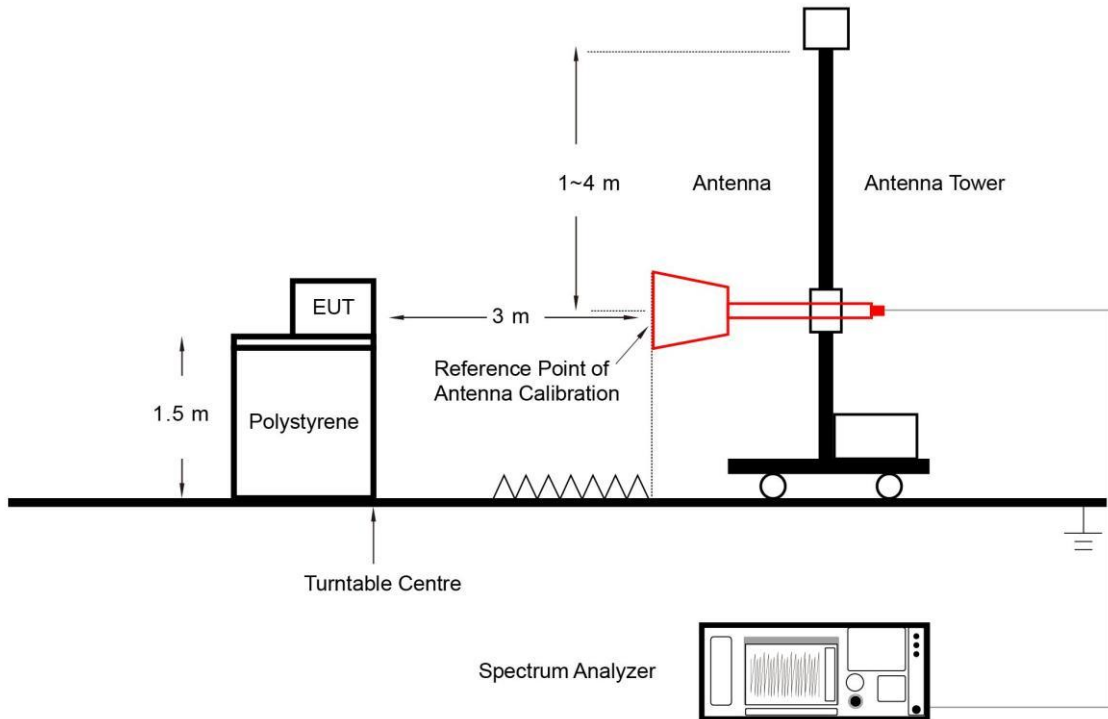 1~4 m
Antenna
Antenna Tower
EUT
3 m
Reference Point of
Antenna Calibration
1.5 m
Polystyrene
Turntable Centre
Spectrum Analyzer